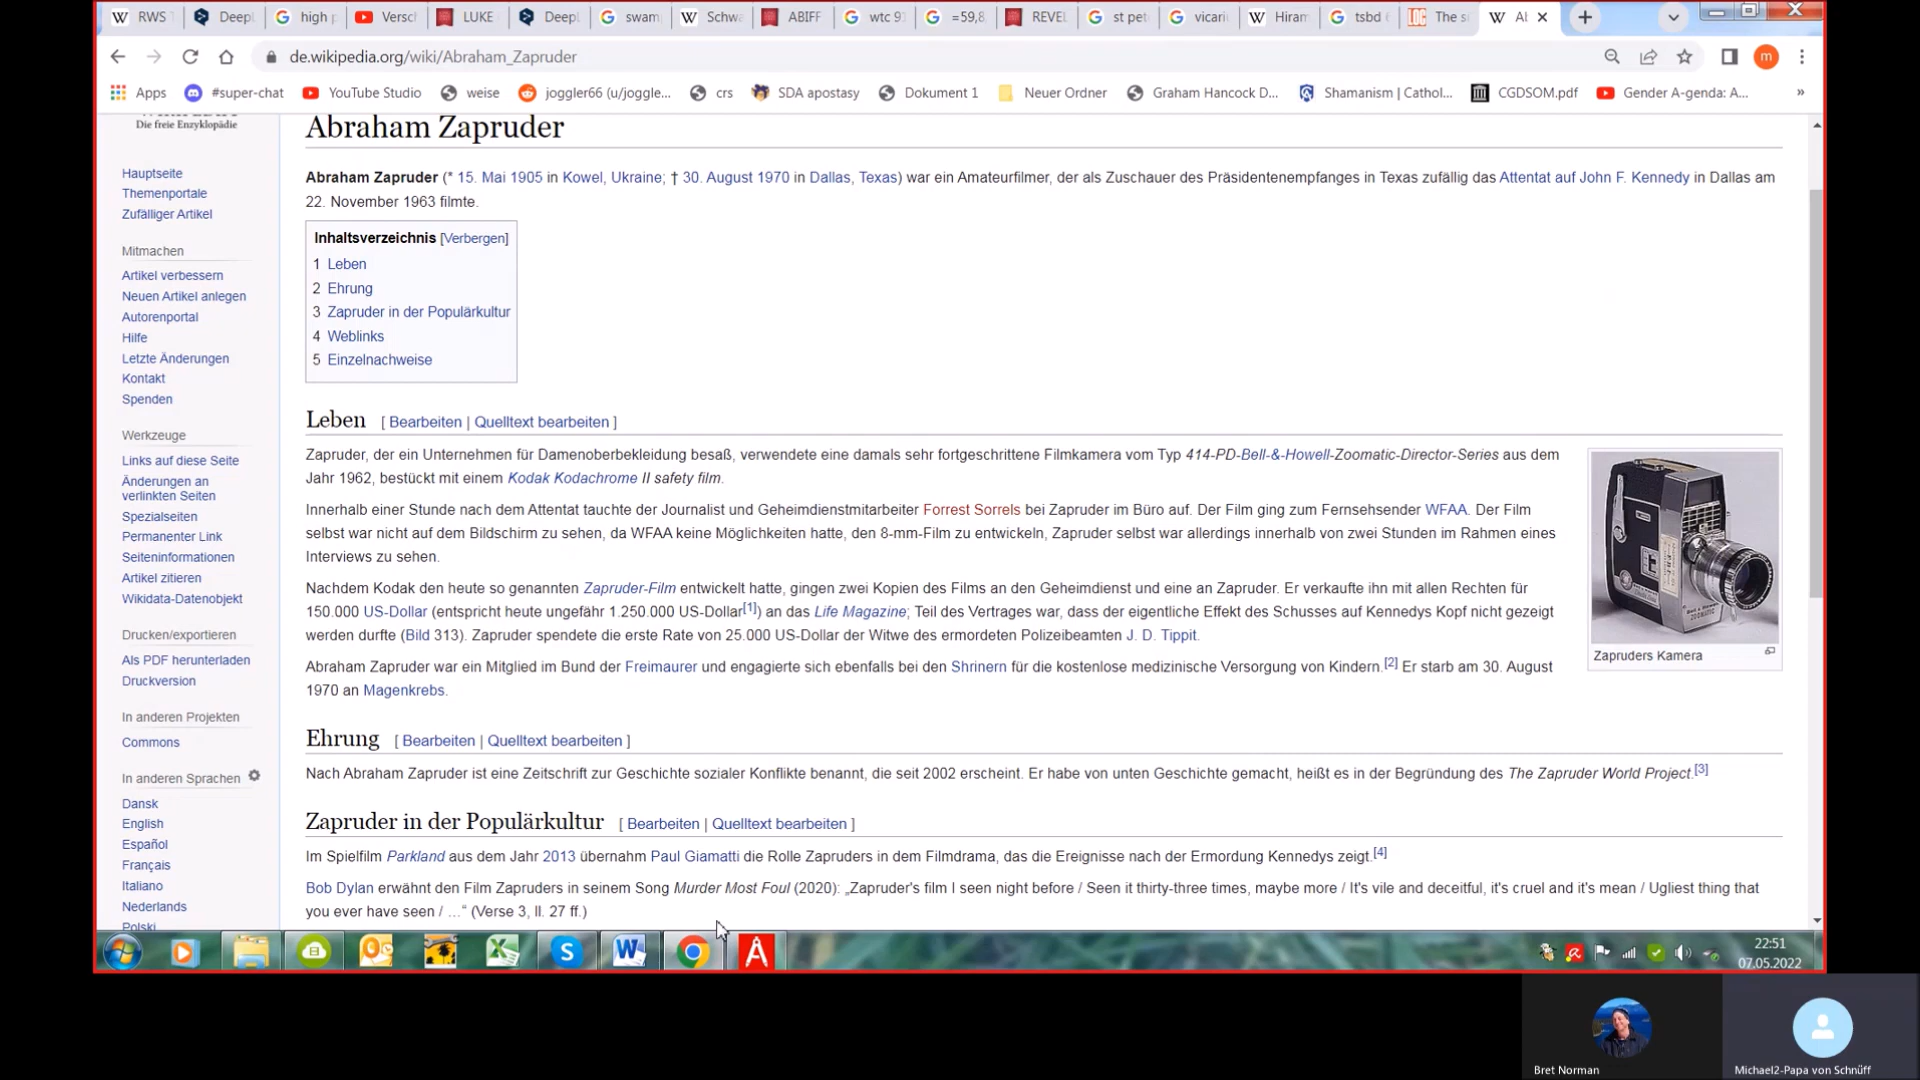 RWS
Deepl
high p
Versch
LUKE
Deepl
swam
Schwa
ABIFF
wtc 9
=59,8
REVEL
st pet
vicari
Hiram
tsbd 6
The s
de.wikipedia.org/wiki/Abraham_Zapruder
m
Apps
#super-chat
YouTube Studio
weise
joggler66 (u/joggle...
crs
SDA apostasy
Dokument 1
Neuer Ordner
Graham Hancock D...
Shamanism | Cathol...
CGDSOM.pdf
Gender A-genda: A...
»
Die freie Enzyklopädie
Hauptseite
Themenportale
Zufälliger Artikel
Mitmachen
Artikel verbessern
Neuen Artikel anlegen
Autorenportal
Hilfe
Letzte Änderungen
Kontakt
Spenden
Werkzeuge
Links auf diese Seite
Änderungen an
verlinkten Seiten
Spezialseiten
Permanenter Link
Seiteninformationen
Artikel zitieren
Wikidata-Datenobjekt
Drucken/exportieren
Als PDF herunterladen
Druckversion
In anderen Projekten
Commons
In anderen Sprachen
Dansk
English
Español
Français
Italiano
Nederlands
Polski
Abraham Zapruder
Abraham Zapruder (* 15. Mai 1905 in Kowel, Ukraine; † 30. August 1970 in Dallas, Texas) war ein Amateurfilmer, der als Zuschauer des Präsidentenempfanges in Texas zufällig das Attentat auf John F. Kennedy in Dallas am
22. November 1963 filmte.
Inhaltsverzeichnis [Verbergen]
1 Leben
2 Ehrung
3 Zapruder in der Populärkultur
4 Weblinks
5 Einzelnachweise
Leben [ Bearbeiten | Quelltext bearbeiten ]
Zapruder, der ein Unternehmen für Damenoberbekleidung besaß, verwendete eine damals sehr fortgeschrittene Filmkamera vom Typ 414-PD-Bell-&-Howell-Zoomatic-Director-Series aus dem
Jahr 1962, bestückt mit einem Kodak Kodachrome II safety film.
Innerhalb einer Stunde nach dem Attentat tauchte der Journalist und Geheimdienstmitarbeiter Forrest Sorrels bei Zapruder im Büro auf. Der Film ging zum Fernsehsender WFAA. Der Film
selbst war nicht auf dem Bildschirm zu sehen, da WFAA keine Möglichkeiten hatte, den 8-mm-Film zu entwickeln, Zapruder selbst war allerdings innerhalb von zwei Stunden im Rahmen eines
Interviews zu sehen.
Nachdem Kodak den heute so genannten Zapruder-Film entwickelt hatte, gingen zwei Kopien des Films an den Geheimdienst und eine an Zapruder. Er verkaufte ihn mit allen Rechten für
150.000 US-Dollar (entspricht heute ungefähr 1.250.000 US-Dollar[1]) an das Life Magazine; Teil des Vertrages war, dass der eigentliche Effekt des Schusses auf Kennedys Kopf nicht gezeigt
werden durfte (Bild 313). Zapruder spendete die erste Rate von 25.000 US-Dollar der Witwe des ermordeten Polizeibeamten J. D. Tippit.
Abraham Zapruder war ein Mitglied im Bund der Freimaurer und engagierte sich ebenfalls bei den Shrinern für die kostenlose medizinische Versorgung von Kindern.[2] Er starb am 30. August
1970 an Magenkrebs.
Zapruders Kamera
Ehrung [ Bearbeiten | Quelltext bearbeiten ]
Nach Abraham Zapruder ist eine Zeitschrift zur Geschichte sozialer Konflikte benannt, die seit 2002 erscheint. Er habe von unten Geschichte gemacht, heißt es in der Begründung des The Zapruder World Project.[3]
Zapruder in der Populärkultur [ Bearbeiten | Quelltext bearbeiten ]
Im Spielfilm Parkland aus dem Jahr 2013 übernahm Paul Giamatti die Rolle Zapruders in dem Filmdrama, das die Ereignisse nach der Ermordung Kennedys zeigt.[4]
Bob Dylan erwähnt den Film Zapruders in seinem Song Murder Most Foul (2020): „Zapruder's film I seen night before / Seen it thirty-three times, maybe more / It's vile and deceitful, it's cruel and it's mean / Ugliest thing that
you ever have seen / …“ (Verse 3, ll. 27 ff.)
22:51
07.05.2022
Bret Norman
Michael2-Papa von Schnüff